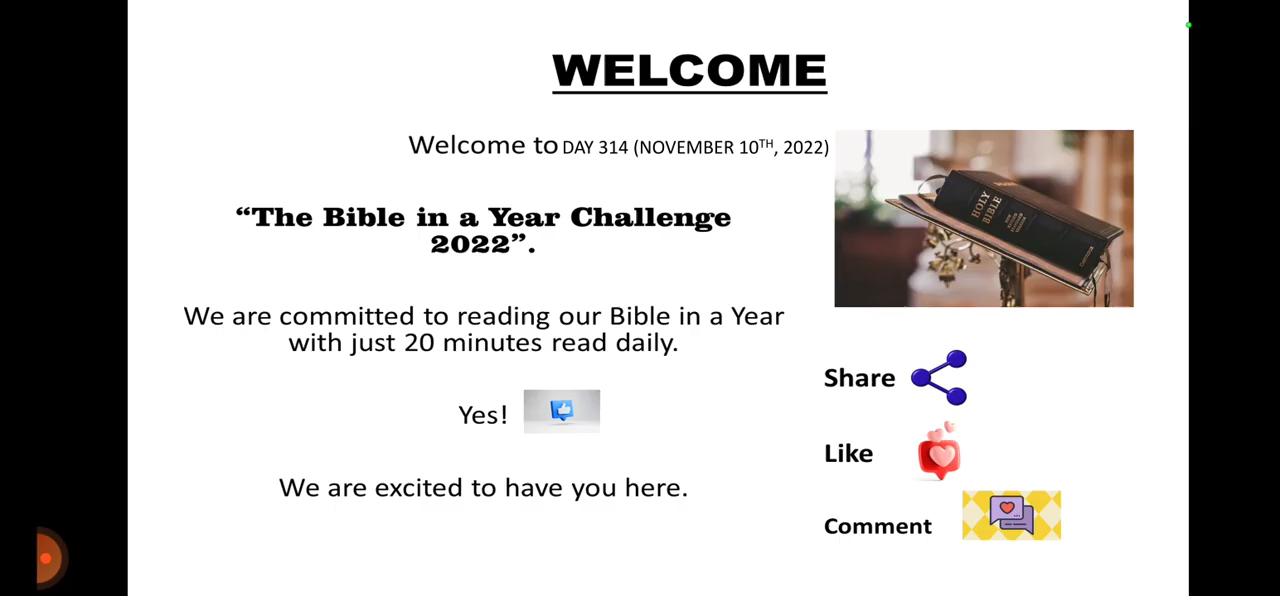 WELCOME
Welcome to DAY 314 (NOVEMBER 10TH, 2022)
“The Bible in a Year Challenge
2022”.
HOLY
BIBLE
We are committed to reading our Bible in a Year
with just 20 minutes read daily.
Share
Yes!
Like
We are excited to have you here.
Comment